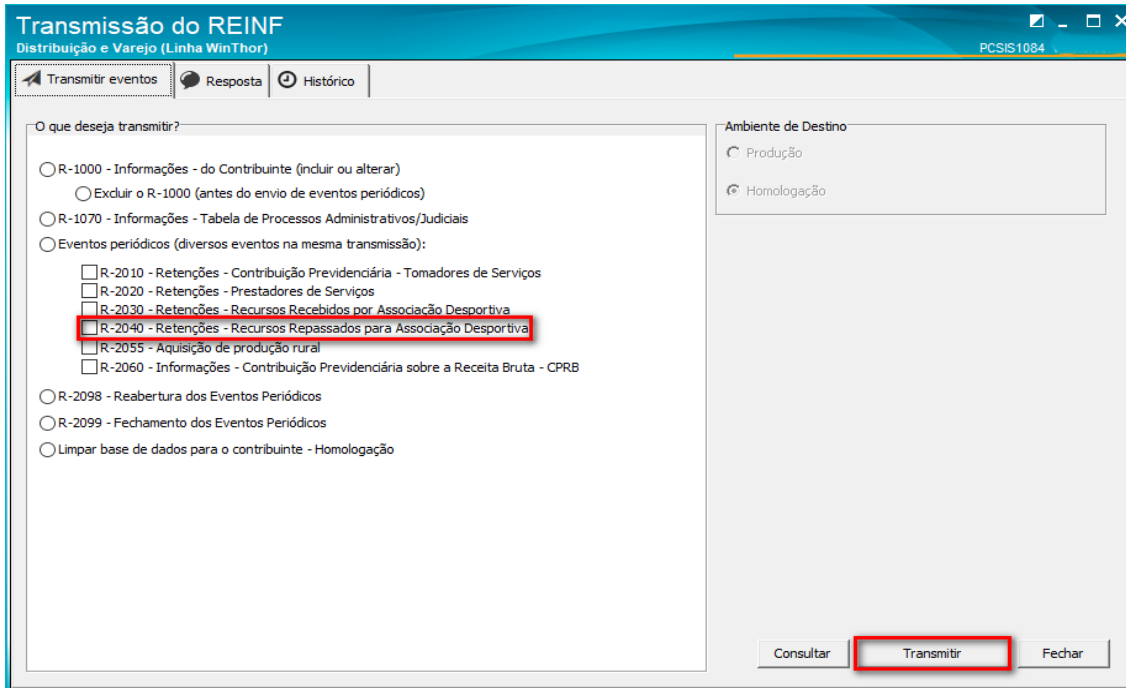 Transmissão do REINF
Distribuição e Varejo (Linha WinThor)
PCSIS1084
Transmitir eventos
Resposta
Histórico
O que deseja transmitir?
R-1000 - Informações - do Contribuinte (incluir ou alterar)
Excluir o R-1000 (antes do envio de eventos periódicos)
R-1070 - Informações - Tabela de Processos Administrativos/Judiciais
Eventos periódicos (diversos eventos na mesma transmissão):
R-2010 - Retenções - Contribuição Previdenciária - Tomadores de Serviços
R-2020 - Retenções - Prestadores de Serviços
R-2030 - Retenções - Recursos Recebidos por Associação Desportiva
R-2040 - Retenções - Recursos Repassados para Associação Desportiva
R-2055 - Aquisição de produção rural
R-2060 - Informações - Contribuição Previdenciária sobre a Receita Bruta - CPRB
R-2098 - Reabertura dos Eventos Periódicos
R-2099 - Fechamento dos Eventos Periódicos
Limpar base de dados para o contribuinte - Homologação
Ambiente de Destino
Produção
Homologação
Consultar
Transmitir
Fechar